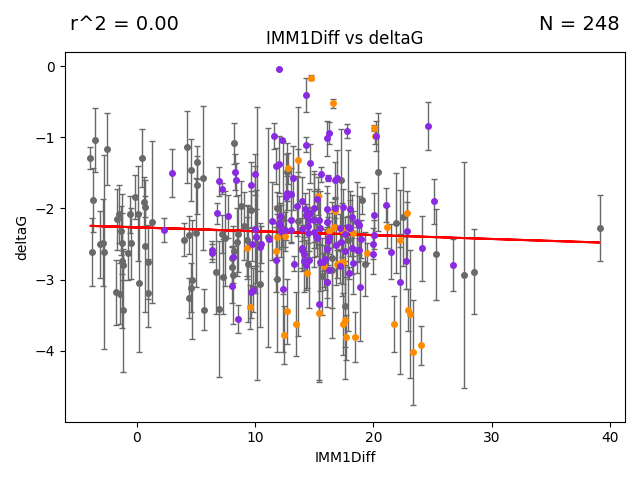 r^2 = 0.00
N = 248
IMM1Diff vs deltaG
0
−1
−2
−3
−4
deltaG
0 10 20 30 40
IMM1Diff